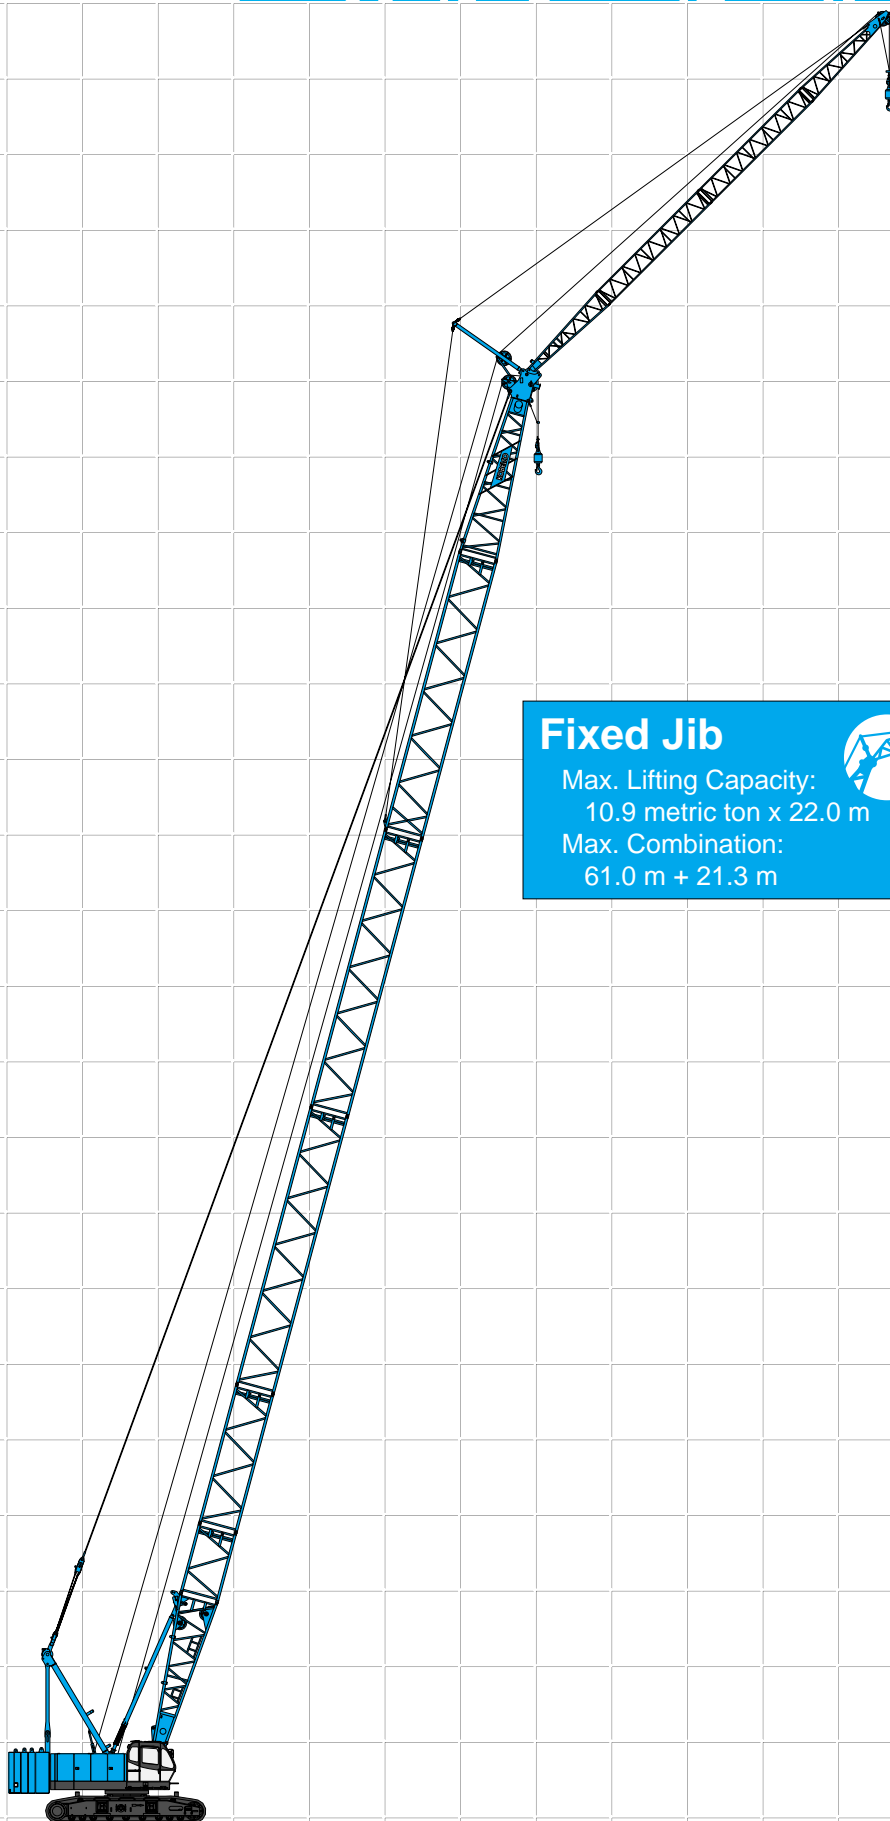 Fixed Jib
Max. Lifting Capacity:
10.9 metric ton x 22.0 m
Max. Combination:
61.0 m + 21.3 m